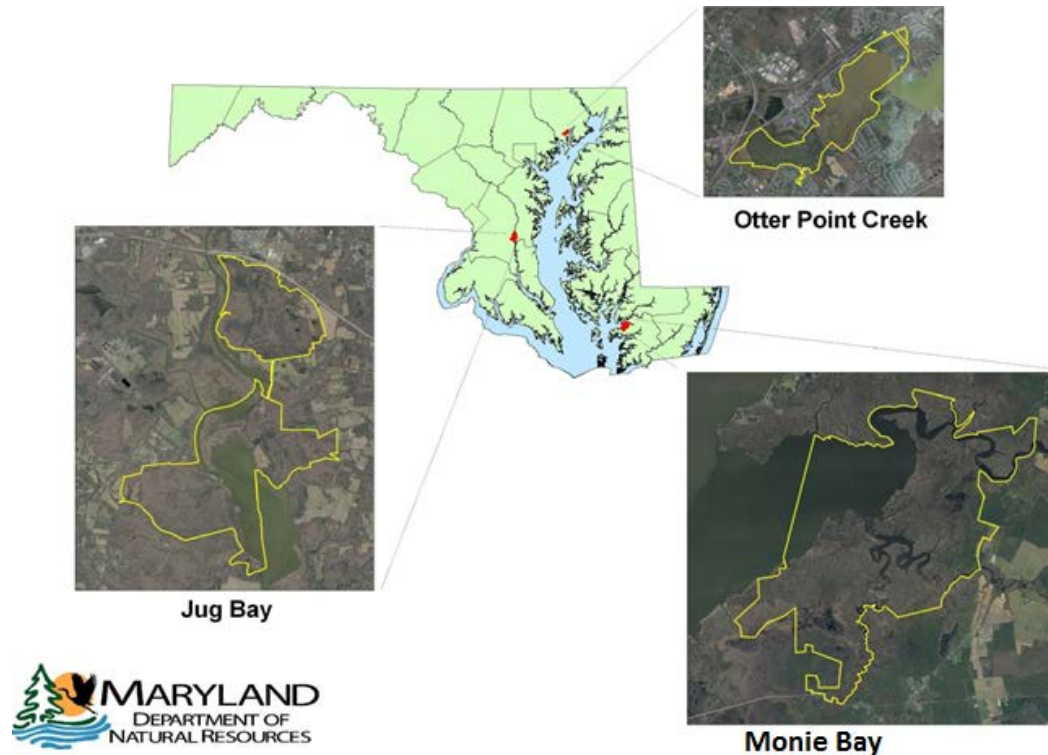 Otter Point Creek
Jug Bay
Monie Bay
MARYLAND
DEPARTMENT OF
NATURAL RESOURCES